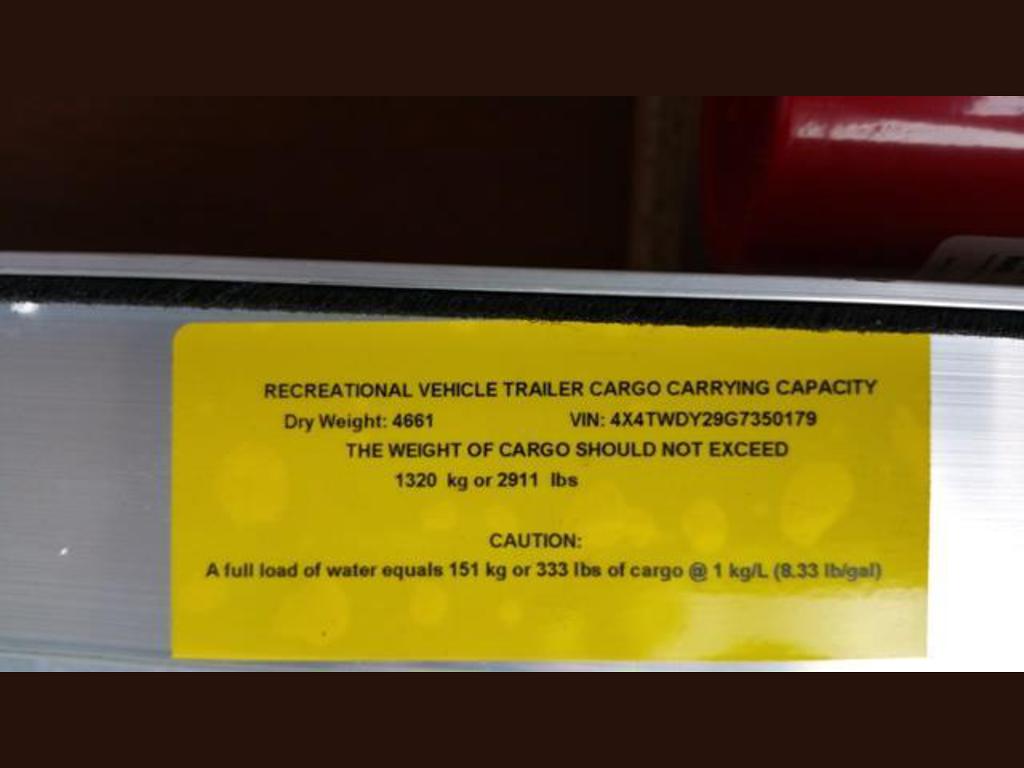 RECREATIONAL VEHICLE TRAILER CARGO CARRYING CAPACITY
Dry Weight: 4661 VIN: 4X4TWDY29G7350179
THE WEIGHT OF CARGO SHOULD NOT EXCEED
1320 kg or 2911 lbs
CAUTION:
A full load of water equals 151 kg or 333 lbs of cargo @ 1 kg/L (8.33 lb/gal)